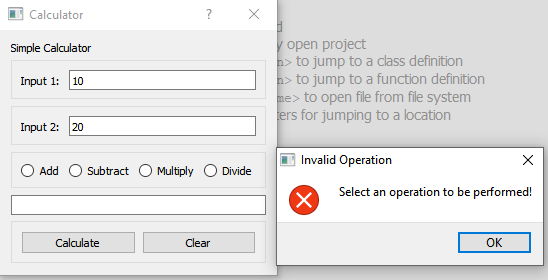 Calculator
?
Simple Calculator
Input 1: 10
Input 2: 20
Add Subtract Multiply Divide
Calculate Clear
open project
to jump to a class definition
to jump to a function definition
to open file from file system
for jumping to a location
Invalid Operation
Select an operation to be performed!
OK